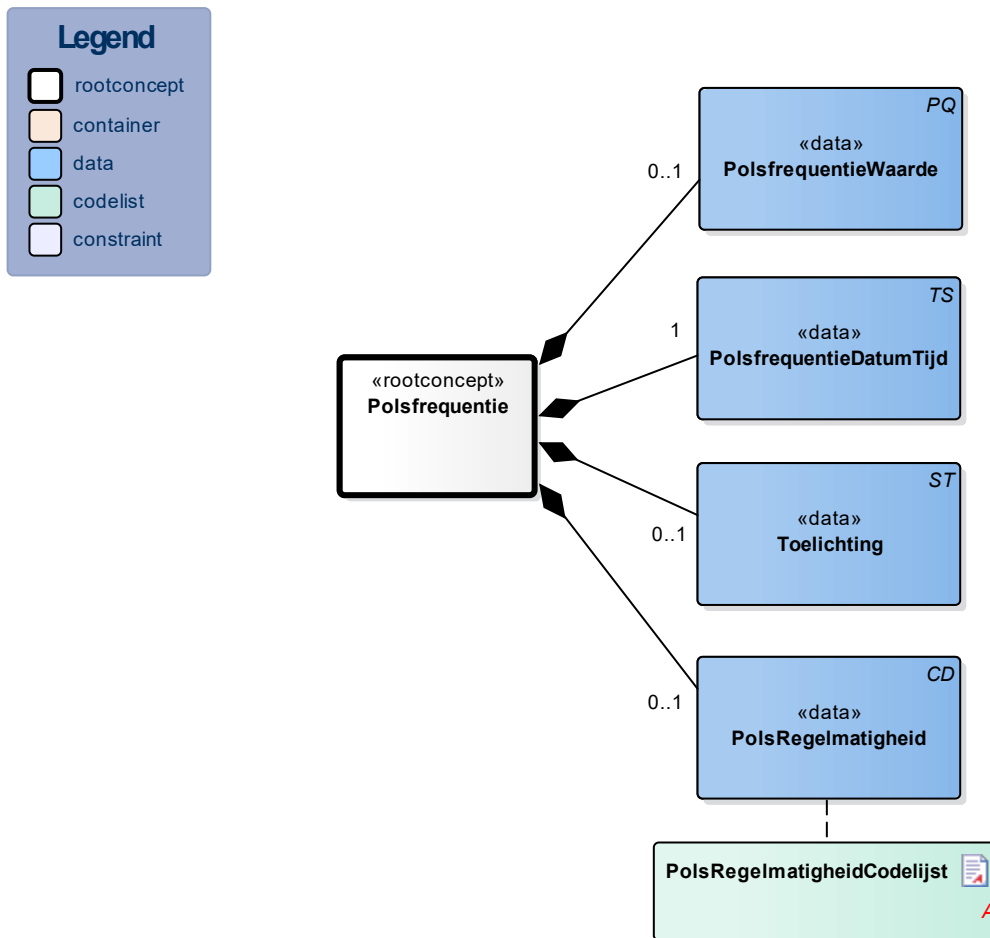 Legend
rootconcept
container
data
codelist
constraint
PQ
«data»
PolsfrequentieWaarde
0..1
TS
«data»
PolsfrequentieDatumTijd
1
«rootconcept»
Polsfrequentie
ST
«data»
Toelichting
0..1
CD
«data»
PolsRegelmatigheid
0..1
PolsRegelmatigheidCodelijst